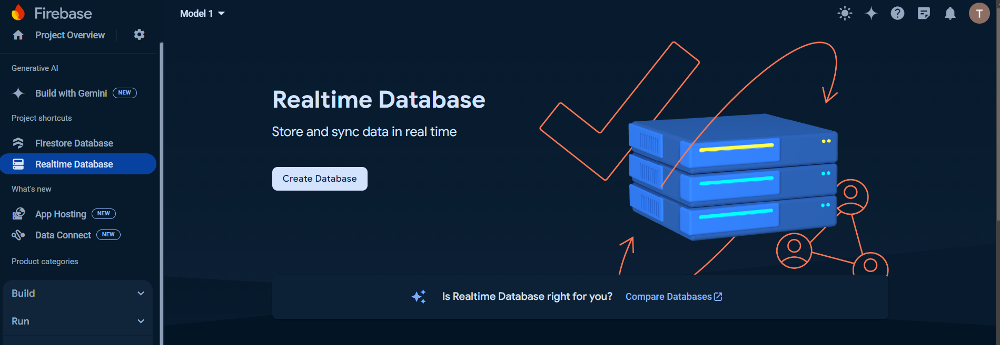 Firebase
Project Overview
Generative AI
Build with Gemini NEW
Project shortcuts
Firestore Database
Realtime Database
What's new
App Hosting NEW
Data Connect NEW
Product categories
Build
Run
Model 1
T
Realtime Database
Store and sync data in real time
Create Database
Is Realtime Database right for you? Compare Databases